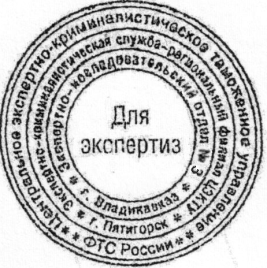 Центральное экспертно-криминалистическое таможенное управление
* ФТС России *
Экспертно-криминалистическая служба-региональный филиал ЦЭКТУ
* г. Пятигорск *
Экспертно-исследовательский отдел № 3
* г. Владикавказ *
Для
экспертиз